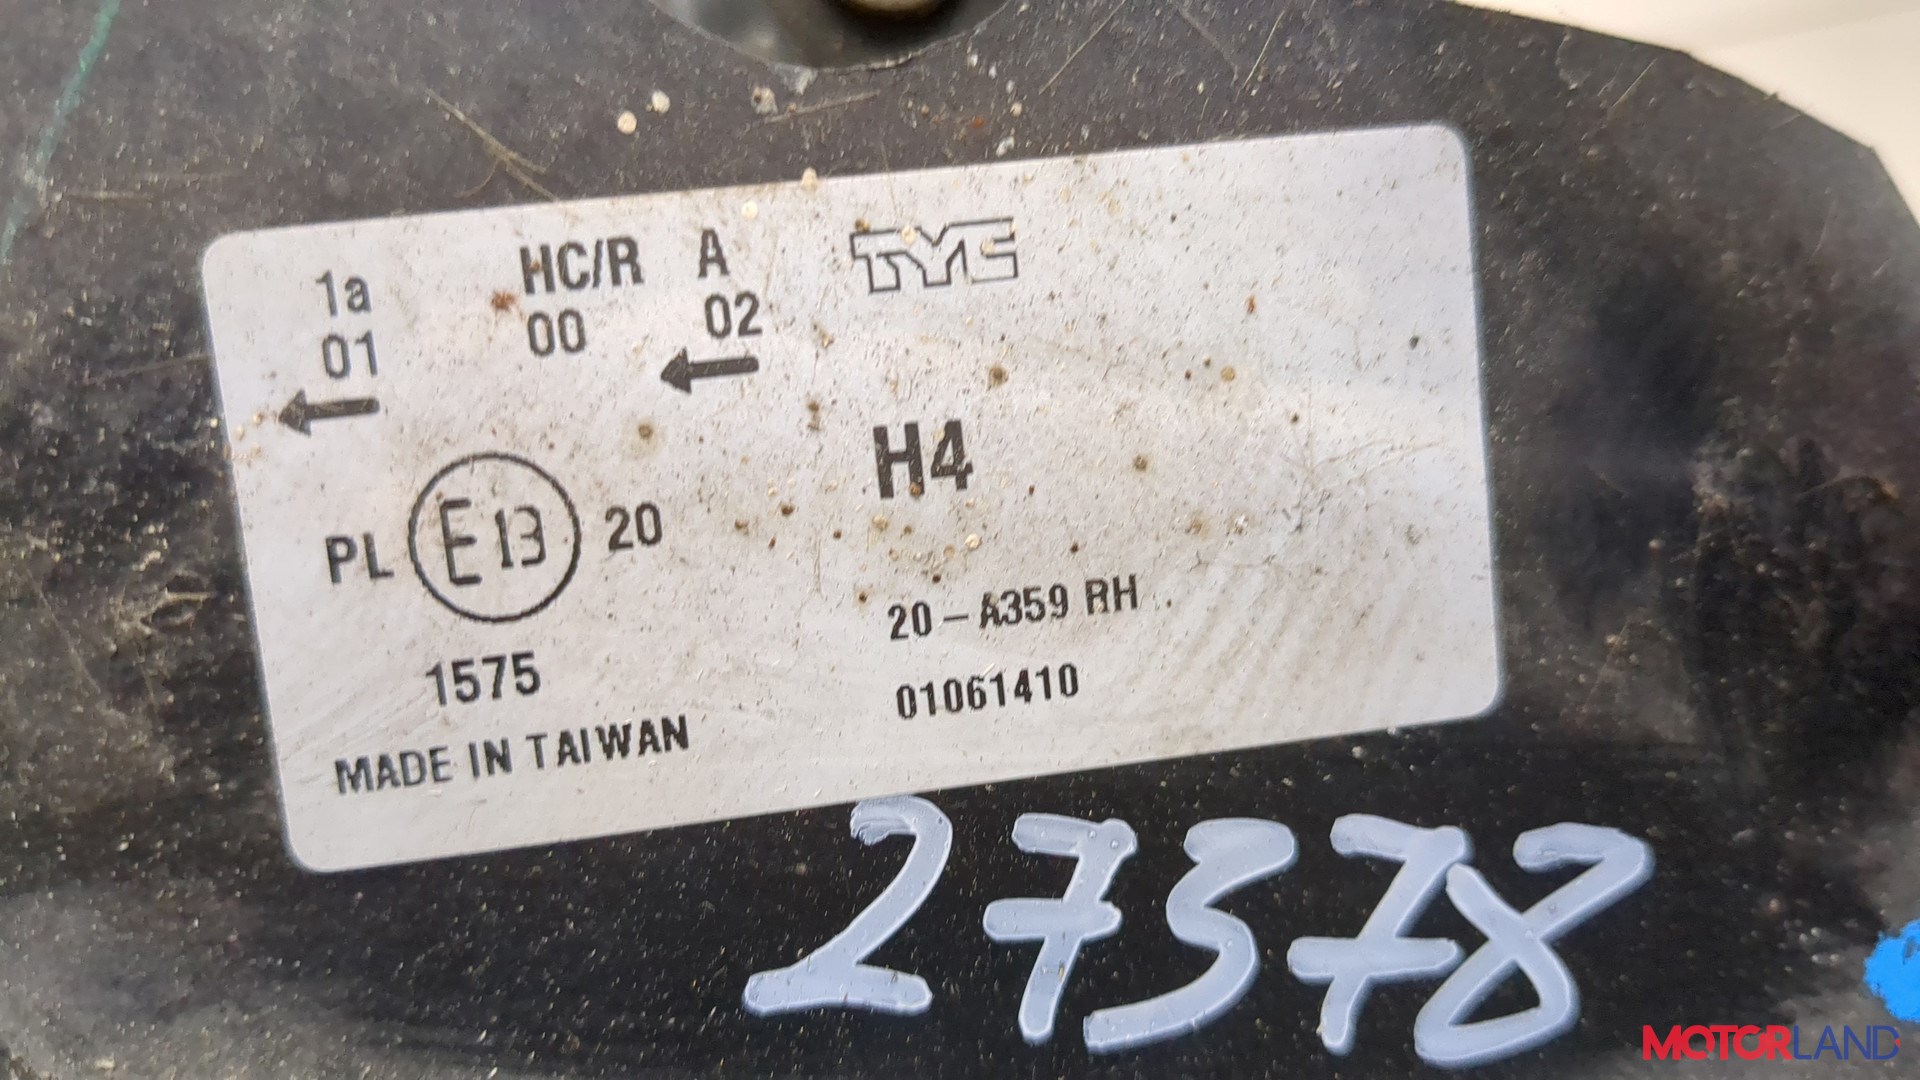 1a HC/R A TYC
01 00 02
H4
PL E13 20
20-A359 RH
1575
01061410
MADE IN TAIWAN
27378
MOTORLAND